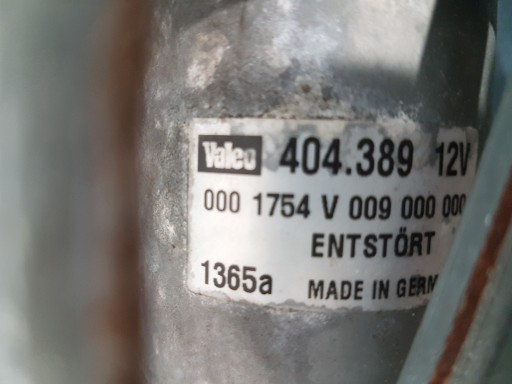 Valeo 404.389 12V
000 1754 V 009 000 000
ENTSTÖRT
1365a MADE IN GERM